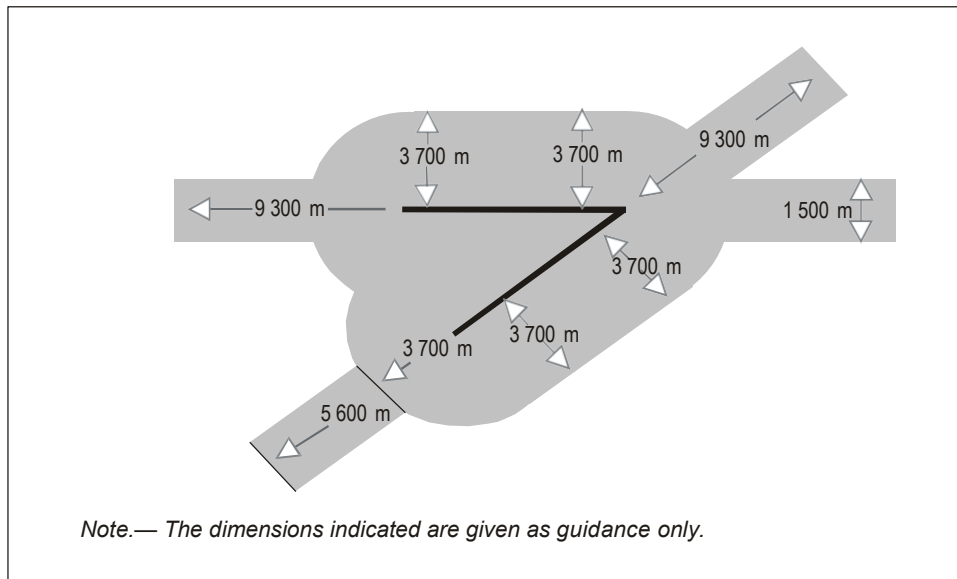 9 300 m
3 700 m
3 700 m
9 300 m
1 500 m
3 700 m
3 700 m
3 700 m
5 600 m
Note.— The dimensions indicated are given as guidance only.